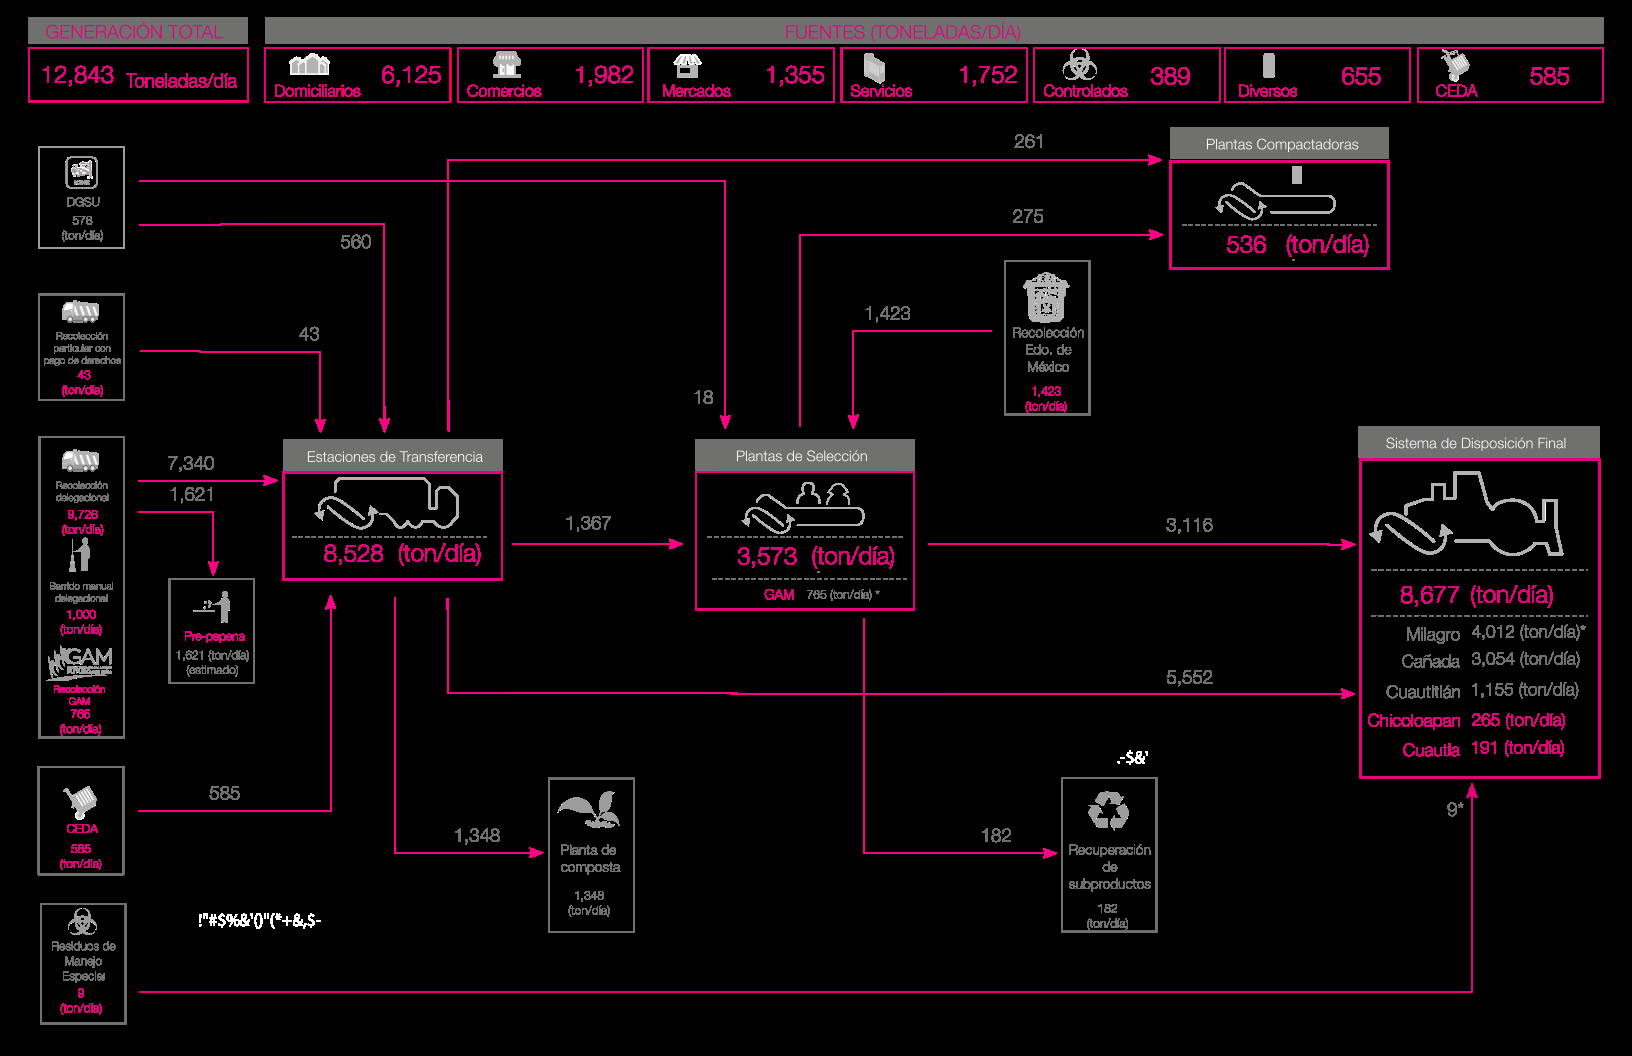 GENERACIÓN TOTAL
FUENTES (TONELADAS/DÍA)
12,843 Toneladas/día
Domiciliarios 6,125
Comercios 1,982
Mercados 1,355
Servicios 1,752
Controlados 389
Diversos 655
CEDA 585
DGSU
578
(ton/día)
560
18
261
275
Plantas Compactadoras
536 (ton/día)
Recolección
particular con
pago de derechos
43
(ton/día)
43
1,423
Recolección
Edo. de
México
1,423
(ton/día)
Recolección
delegacional
9,726
(ton/día)
Barrido manual
delegacional
1,000
(ton/día)
GAM
Recolección
GAM
765
(ton/día)
7,340
1,621
Pre-pepena
1,621 (ton/día)
(estimado)
Estaciones de Transferencia
8,528 (ton/día)
1,367
Plantas de Selección
3,573 (ton/día)
GAM 765 (ton/día) *
3,116
5,552
Sistema de Disposición Final
8,677 (ton/día)
Milagro 4,012 (ton/día)*
Cañada 3,054 (ton/día)
Cuautitlán 1,155 (ton/día)
Chicoloapan 265 (ton/día)
Cuautla 191 (ton/día)
CEDA
585
(ton/día)
585
1,348
Planta de
composta
1,348
(ton/día)
182
.-$&'
Recuperación
de
subproductos
182
(ton/día)
9*
!"#$%&'()"(*+&,$-
Residuos de
Manejo
Especial
9
(ton/día)